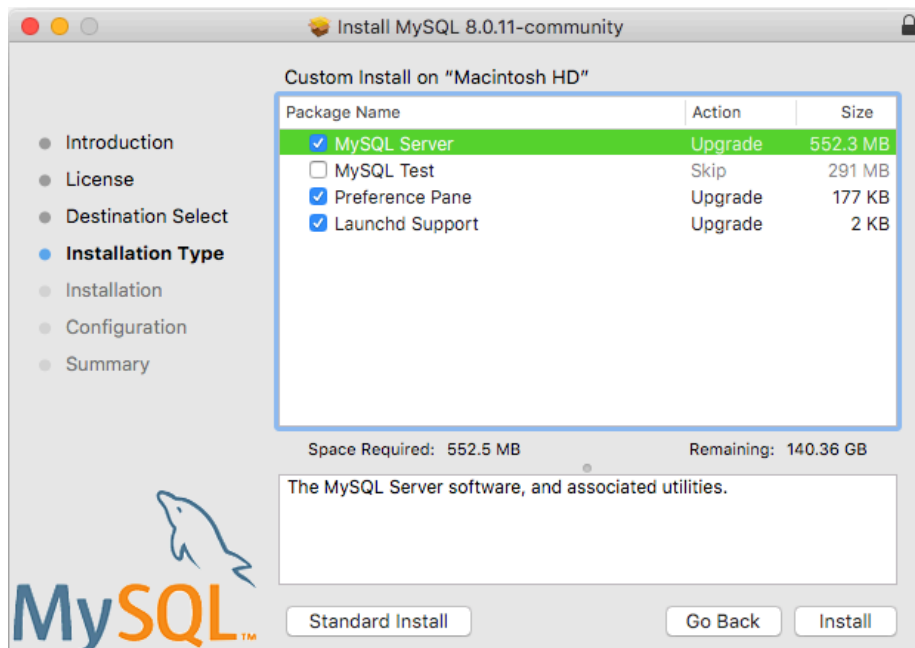 Install MySQL 8.0.11-community
Custom Install on “Macintosh HD”
Package Name Action Size
MySQL Server Upgrade 552.3 MB
MySQL Test Skip 291 MB
Preference Pane Upgrade 177 KB
Launchd Support Upgrade 2 KB
Introduction
License
Destination Select
Installation Type
Installation
Configuration
Summary
Space Required: 552.5 MB Remaining: 140.36 GB
The MySQL Server software, and associated utilities.
MySQL™
Standard Install Go Back Install